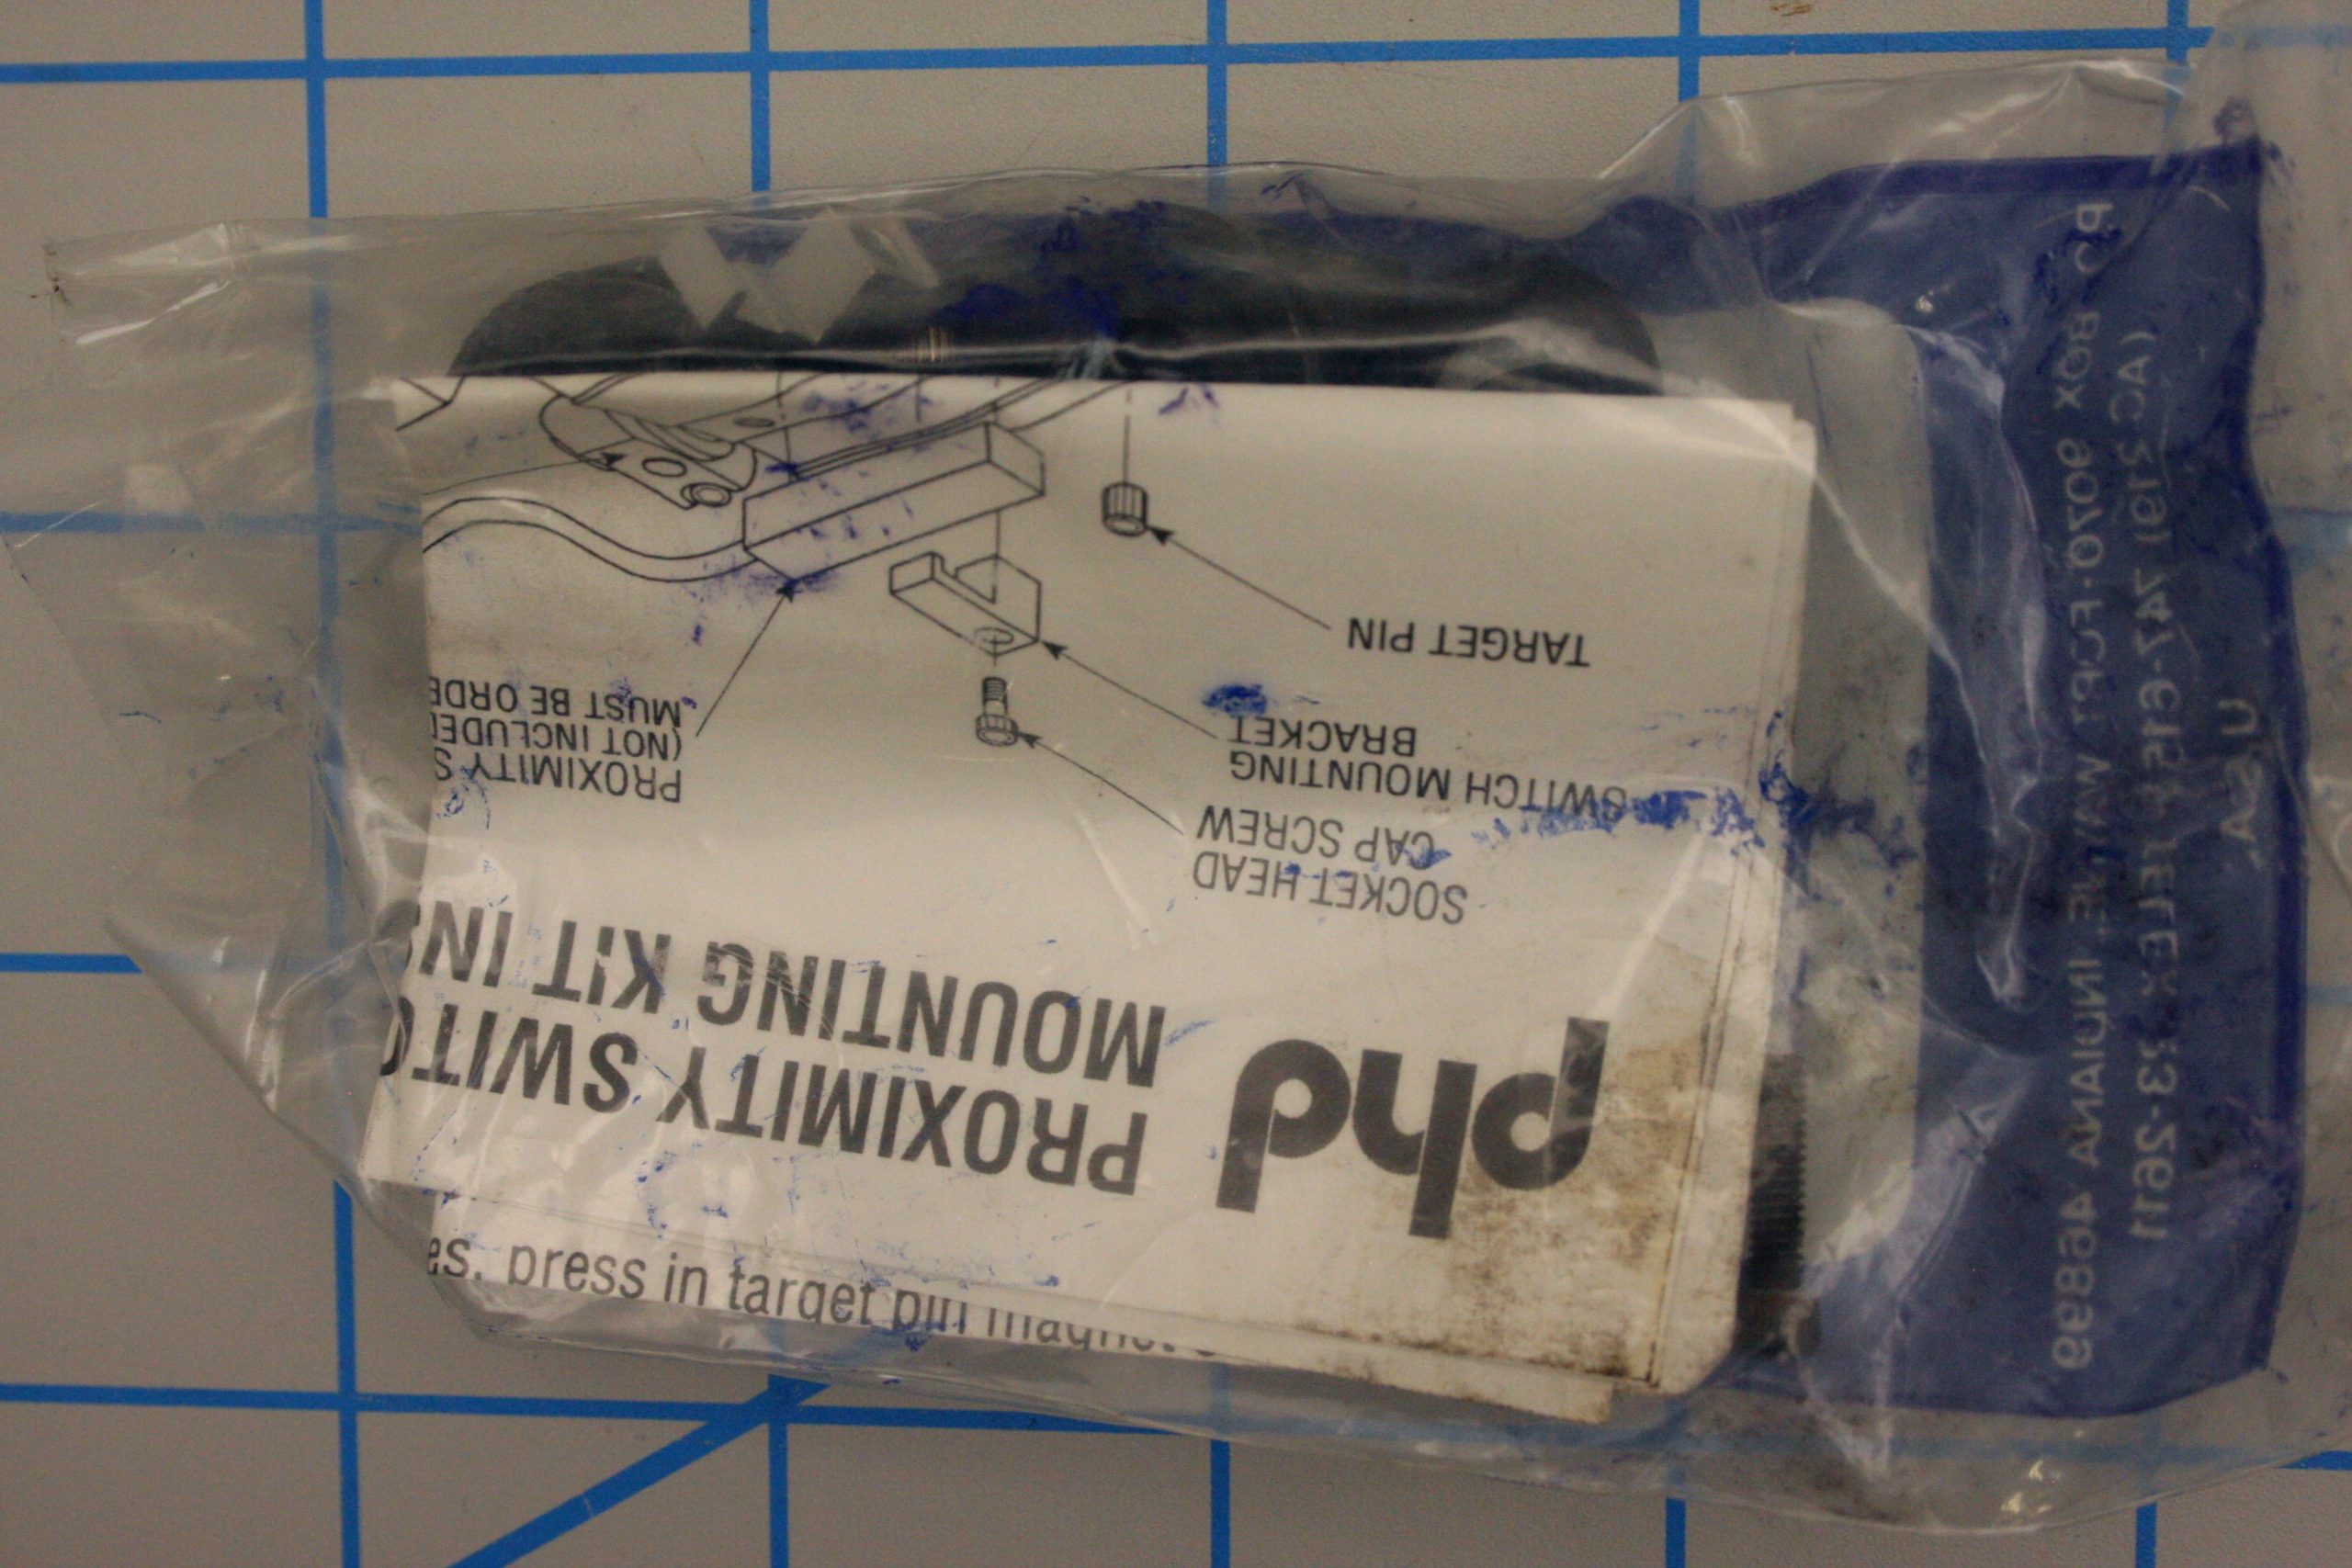 phd
PROXIMITY SWITC
MOUNTING KIT INS
SOCKET HEAD
CAP SCREW
SWITCH MOUNTING
BRACKET
TARGET PIN
PROXIMITY S
(NOT INCLUDED
MUST BE ORDE
es, press in target pin
PO BOX 9070 · FORT WAYNE, INDIANA 46899
(AC 219) 747-6151 TELEX 23-2611
U.S.A.